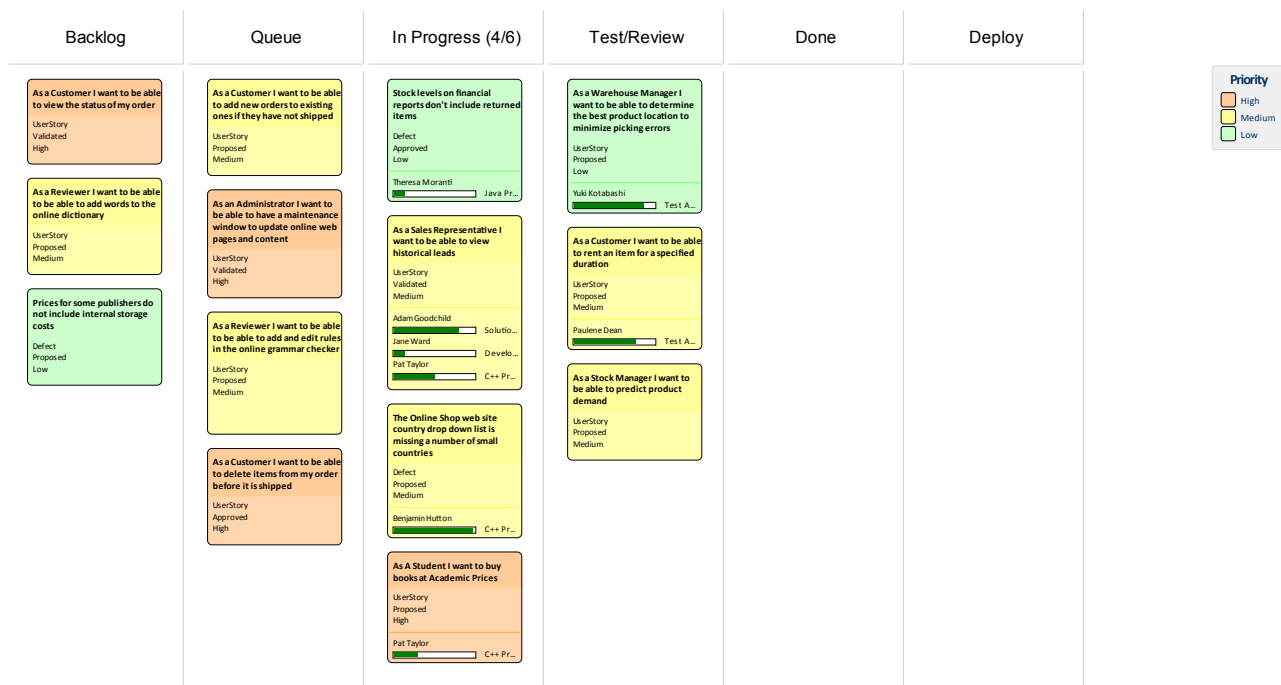 Backlog
Queue
In Progress (4/6)
Test/Review
Done
Deploy
As a Customer I want to be able
to view the status of my order
UserStory
Validated
High
As a Reviewer I want to be able
to be able to add words to the
online dictionary
UserStory
Proposed
Medium
Prices for some publishers do
not include internal storage
costs
Defect
Proposed
Low
As a Customer I want to be able
to add new orders to existing
ones if they have not shipped
UserStory
Proposed
Medium
As an Administrator I want to
be able to have a maintenance
window to update online web
pages and content
UserStory
Validated
High
As a Reviewer I want to be able
to be able to add and edit rules
in the online grammar checker
UserStory
Proposed
Medium
As a Customer I want to be able
to delete items from my order
before it is shipped
UserStory
Approved
High
Stock levels on financial
reports don't include returned
items
Defect
Approved
Low
Theresa Moranti
Java Pr...
As a Sales Representative I
want to be able to view
historical leads
UserStory
Validated
Medium
Adam Goodchild
Solutio...
Jane Ward
Develo...
Pat Taylor
C++ Pr...
The Online Shop web site
country drop down list is
missing a number of small
countries
Defect
Proposed
Medium
Benjamin Hutton
C++ Pr...
As A Student I want to buy
books at Academic Prices
UserStory
Proposed
High
Pat Taylor
C++ Pr...
As a Warehouse Manager I
want to be able to determine
the best product location to
minimize picking errors
UserStory
Proposed
Low
Yuki Kotabashi
Test A...
As a Customer I want to be able
to rent an item for a specified
duration
UserStory
Proposed
Medium
Paulene Dean
Test A...
As a Stock Manager I want to
be able to predict product
demand
UserStory
Proposed
Medium
Priority
High
Medium
Low